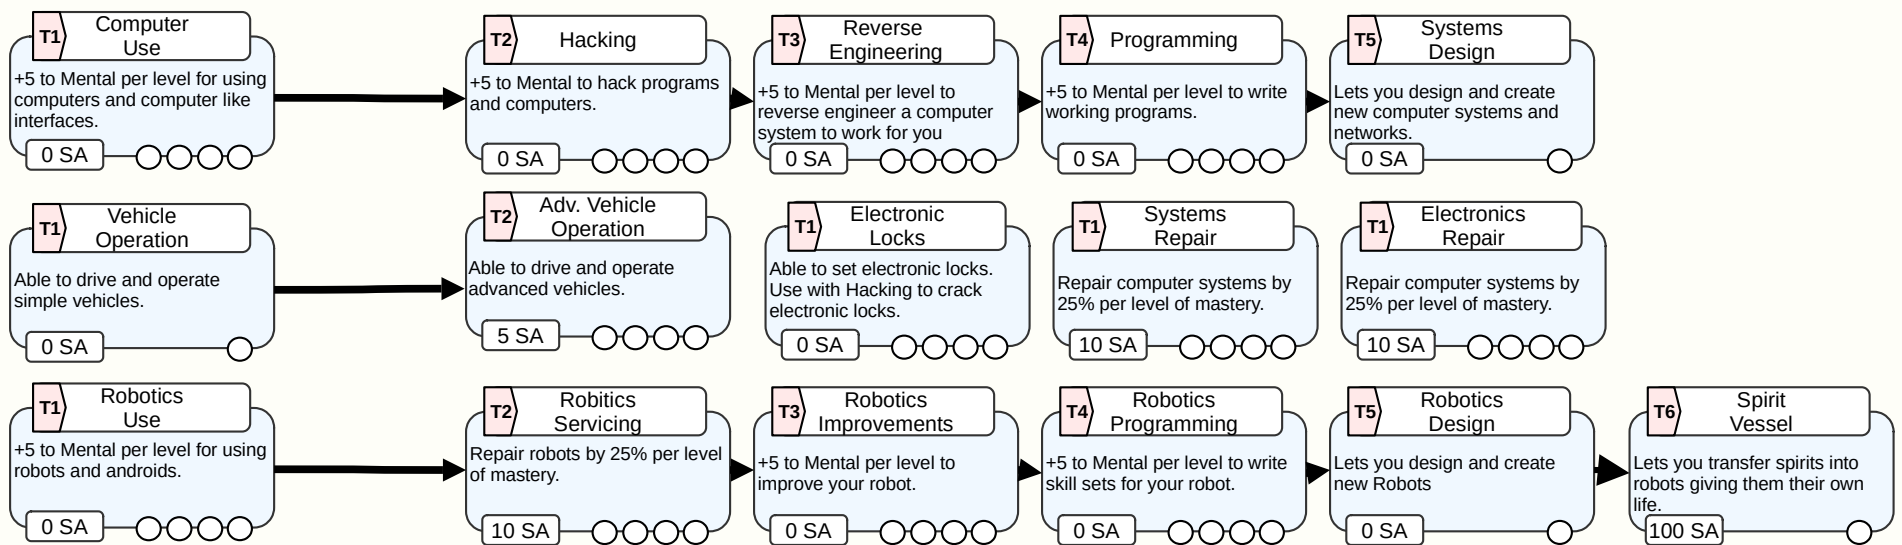 T1
Computer
Use
+5 to Mental per level for using
computers and computer like
interfaces.
0 SA
T2
Hacking
+5 to Mental to hack programs
and computers.
0 SA
T3
Reverse
Engineering
+5 to Mental per level to
reverse engineer a computer
system to work for you
0 SA
T4
Programming
+5 to Mental per level to write
working programs.
0 SA
T5
Systems
Design
Lets you design and create
new computer systems and
networks.
0 SA
T1
Vehicle
Operation
Able to drive and operate
simple vehicles.
0 SA
T2
Adv. Vehicle
Operation
Able to drive and operate
advanced vehicles.
5 SA
T1
Electronic
Locks
Able to set electronic locks.
Use with Hacking to crack
electronic locks.
0 SA
T1
Systems
Repair
Repair computer systems by
25% per level of mastery.
10 SA
T1
Electronics
Repair
Repair computer systems by
25% per level of mastery.
10 SA
T1
Robotics
Use
+5 to Mental per level for using
robots and androids.
0 SA
T2
Robitics
Servicing
Repair robots by 25% per level
of mastery.
10 SA
T3
Robotics
Improvements
+5 to Mental per level to
improve your robot.
0 SA
T4
Robotics
Programming
+5 to Mental per level to write
skill sets for your robot.
0 SA
T5
Robotics
Design
Lets you design and create
new Robots
0 SA
T6
Spirit
Vessel
Lets you transfer spirits into
robots giving them their own
life.
100 SA